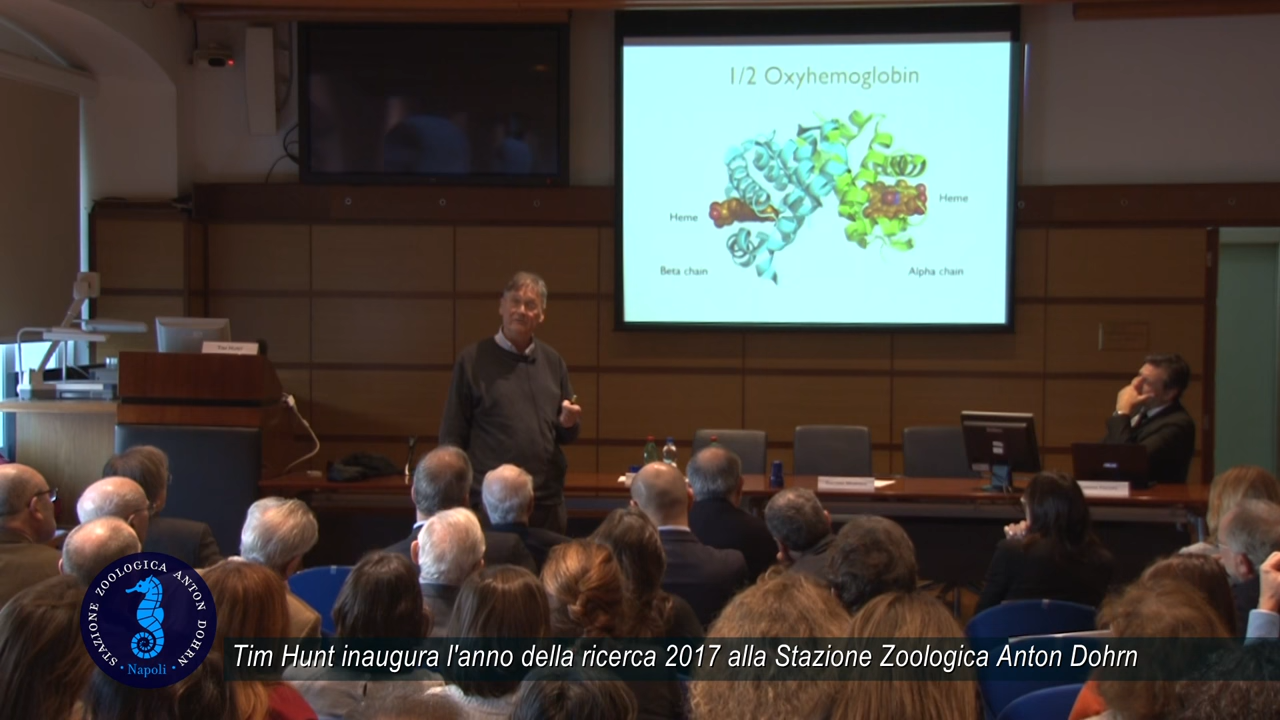 1/2 Oxyhemoglobin
Heme
Heme
Beta chain
Alpha chain
STAZIONE ZOOLOGICA ANTON DOHRN
• Napoli •
Tim Hunt inaugura l'anno della ricerca 2017 alla Stazione Zoologica Anton Dohrn